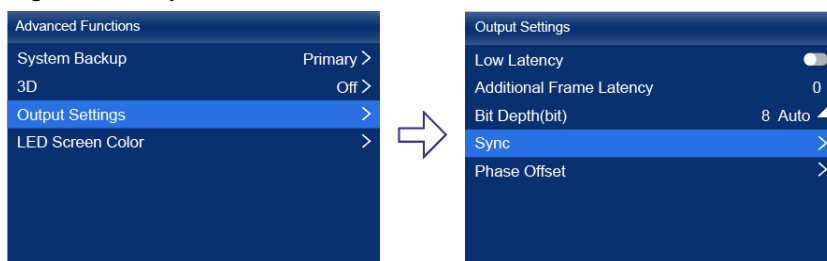 Advanced Functions
System Backup Primary >
3D Off >
Output Settings >
LED Screen Color >
Output Settings
Low Latency
Additional Frame Latency 0
Bit Depth(bit) 8 Auto
Sync >
Phase Offset >